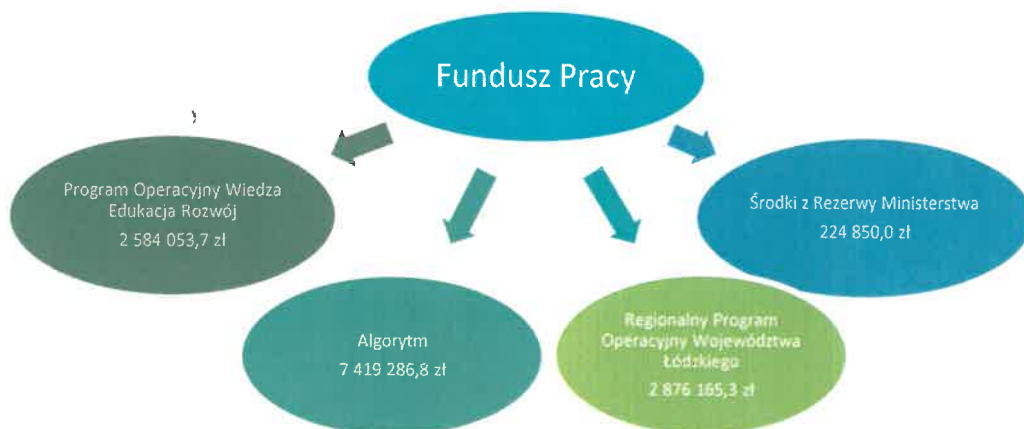 Fundusz Pracy
Program Operacyjny Wiedza
Edukacja Rozwój
2 584 053,7 zł
Algorytm
7 419 286,8 zł
Regionalny Program
Operacyjny Województwa
Łódzkiego
2 876 165,3 zł
Środki z Rezerwy Ministerstwa
224 850,0 zł